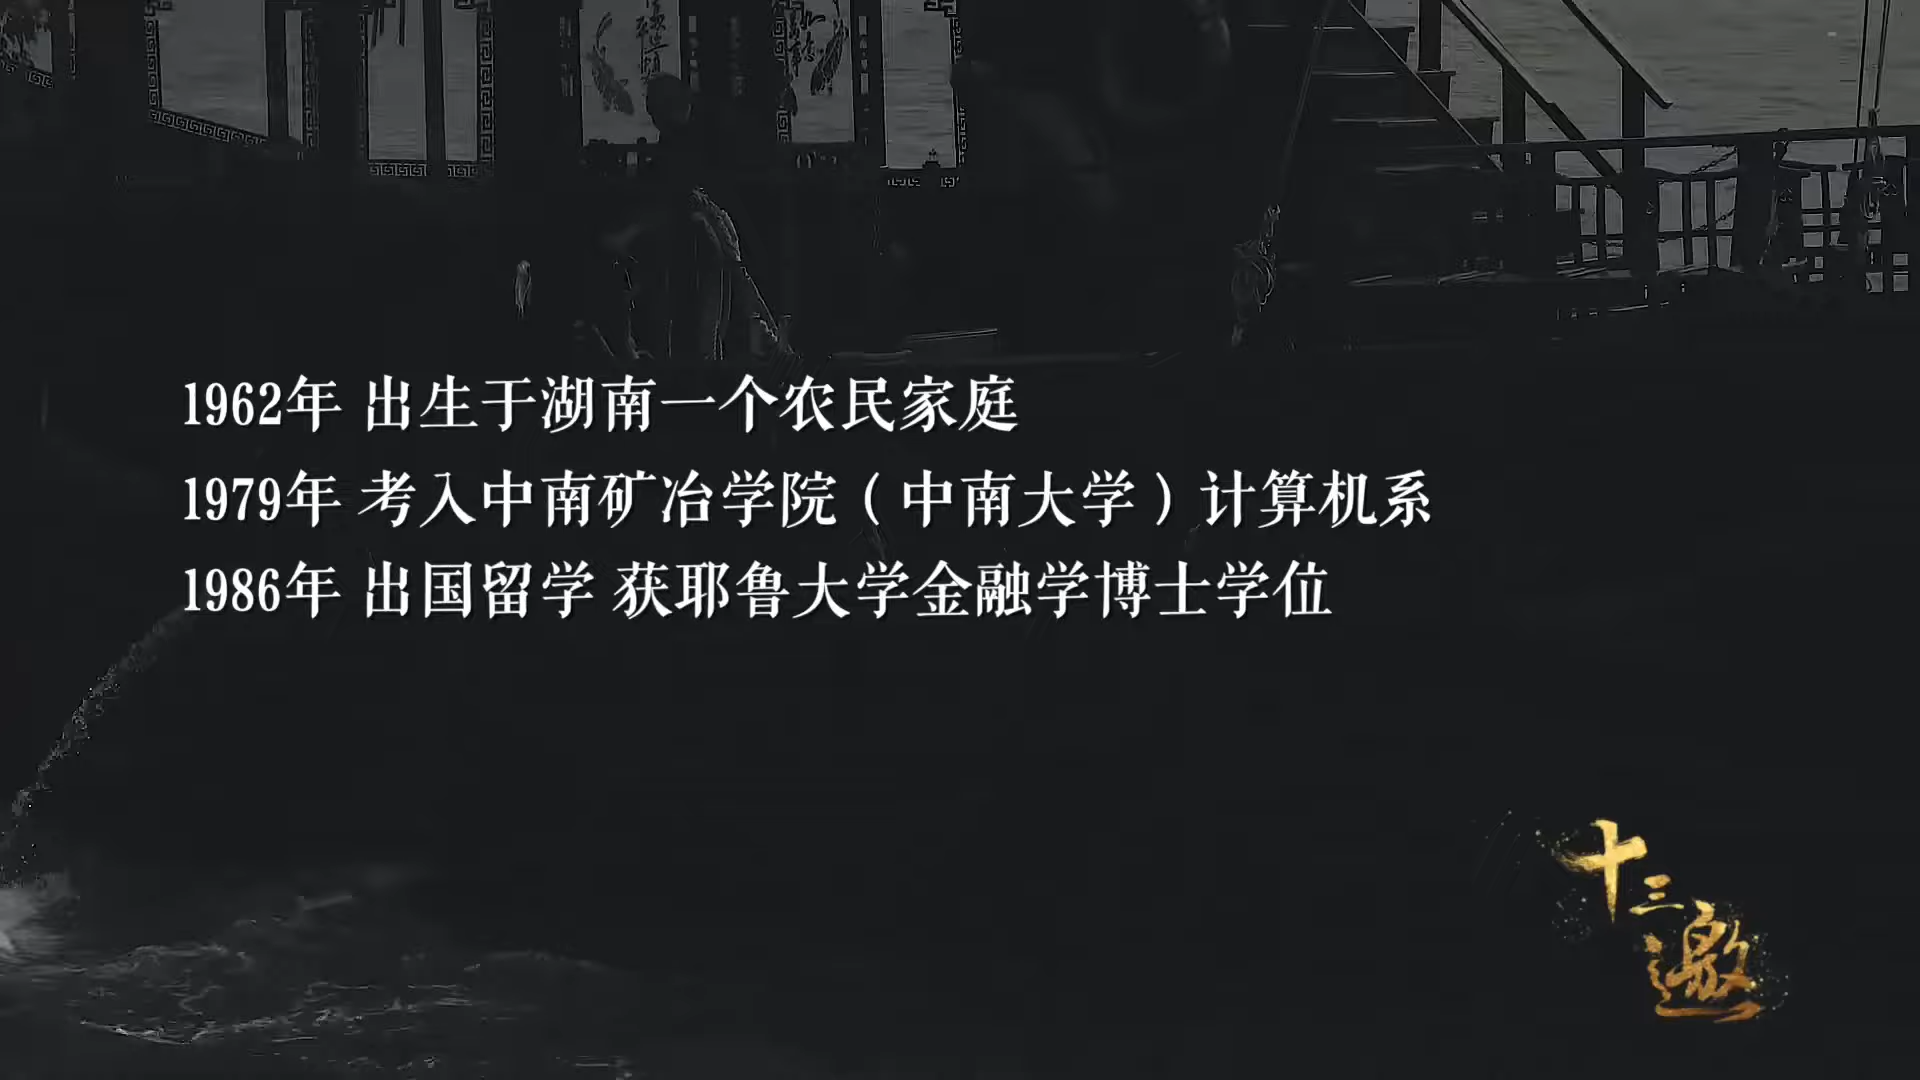 1962年 出生于湖南一个农民家庭
1979年 考入中南矿冶学院（中南大学）计算机系
1986年 出国留学 获耶鲁大学金融学博士学位
十三邀